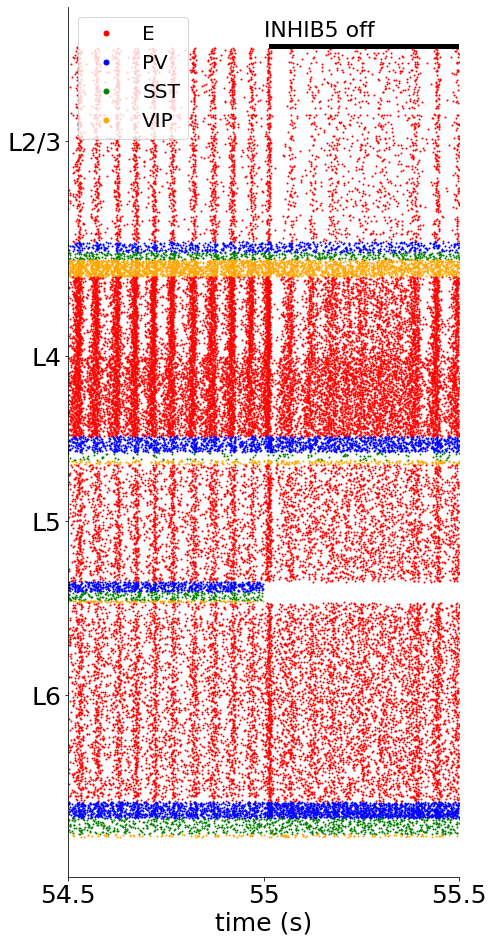 INHIB5 off
E
PV
SST
VIP
L2/3
L4
L5
L6
54.5 55 55.5
time (s)